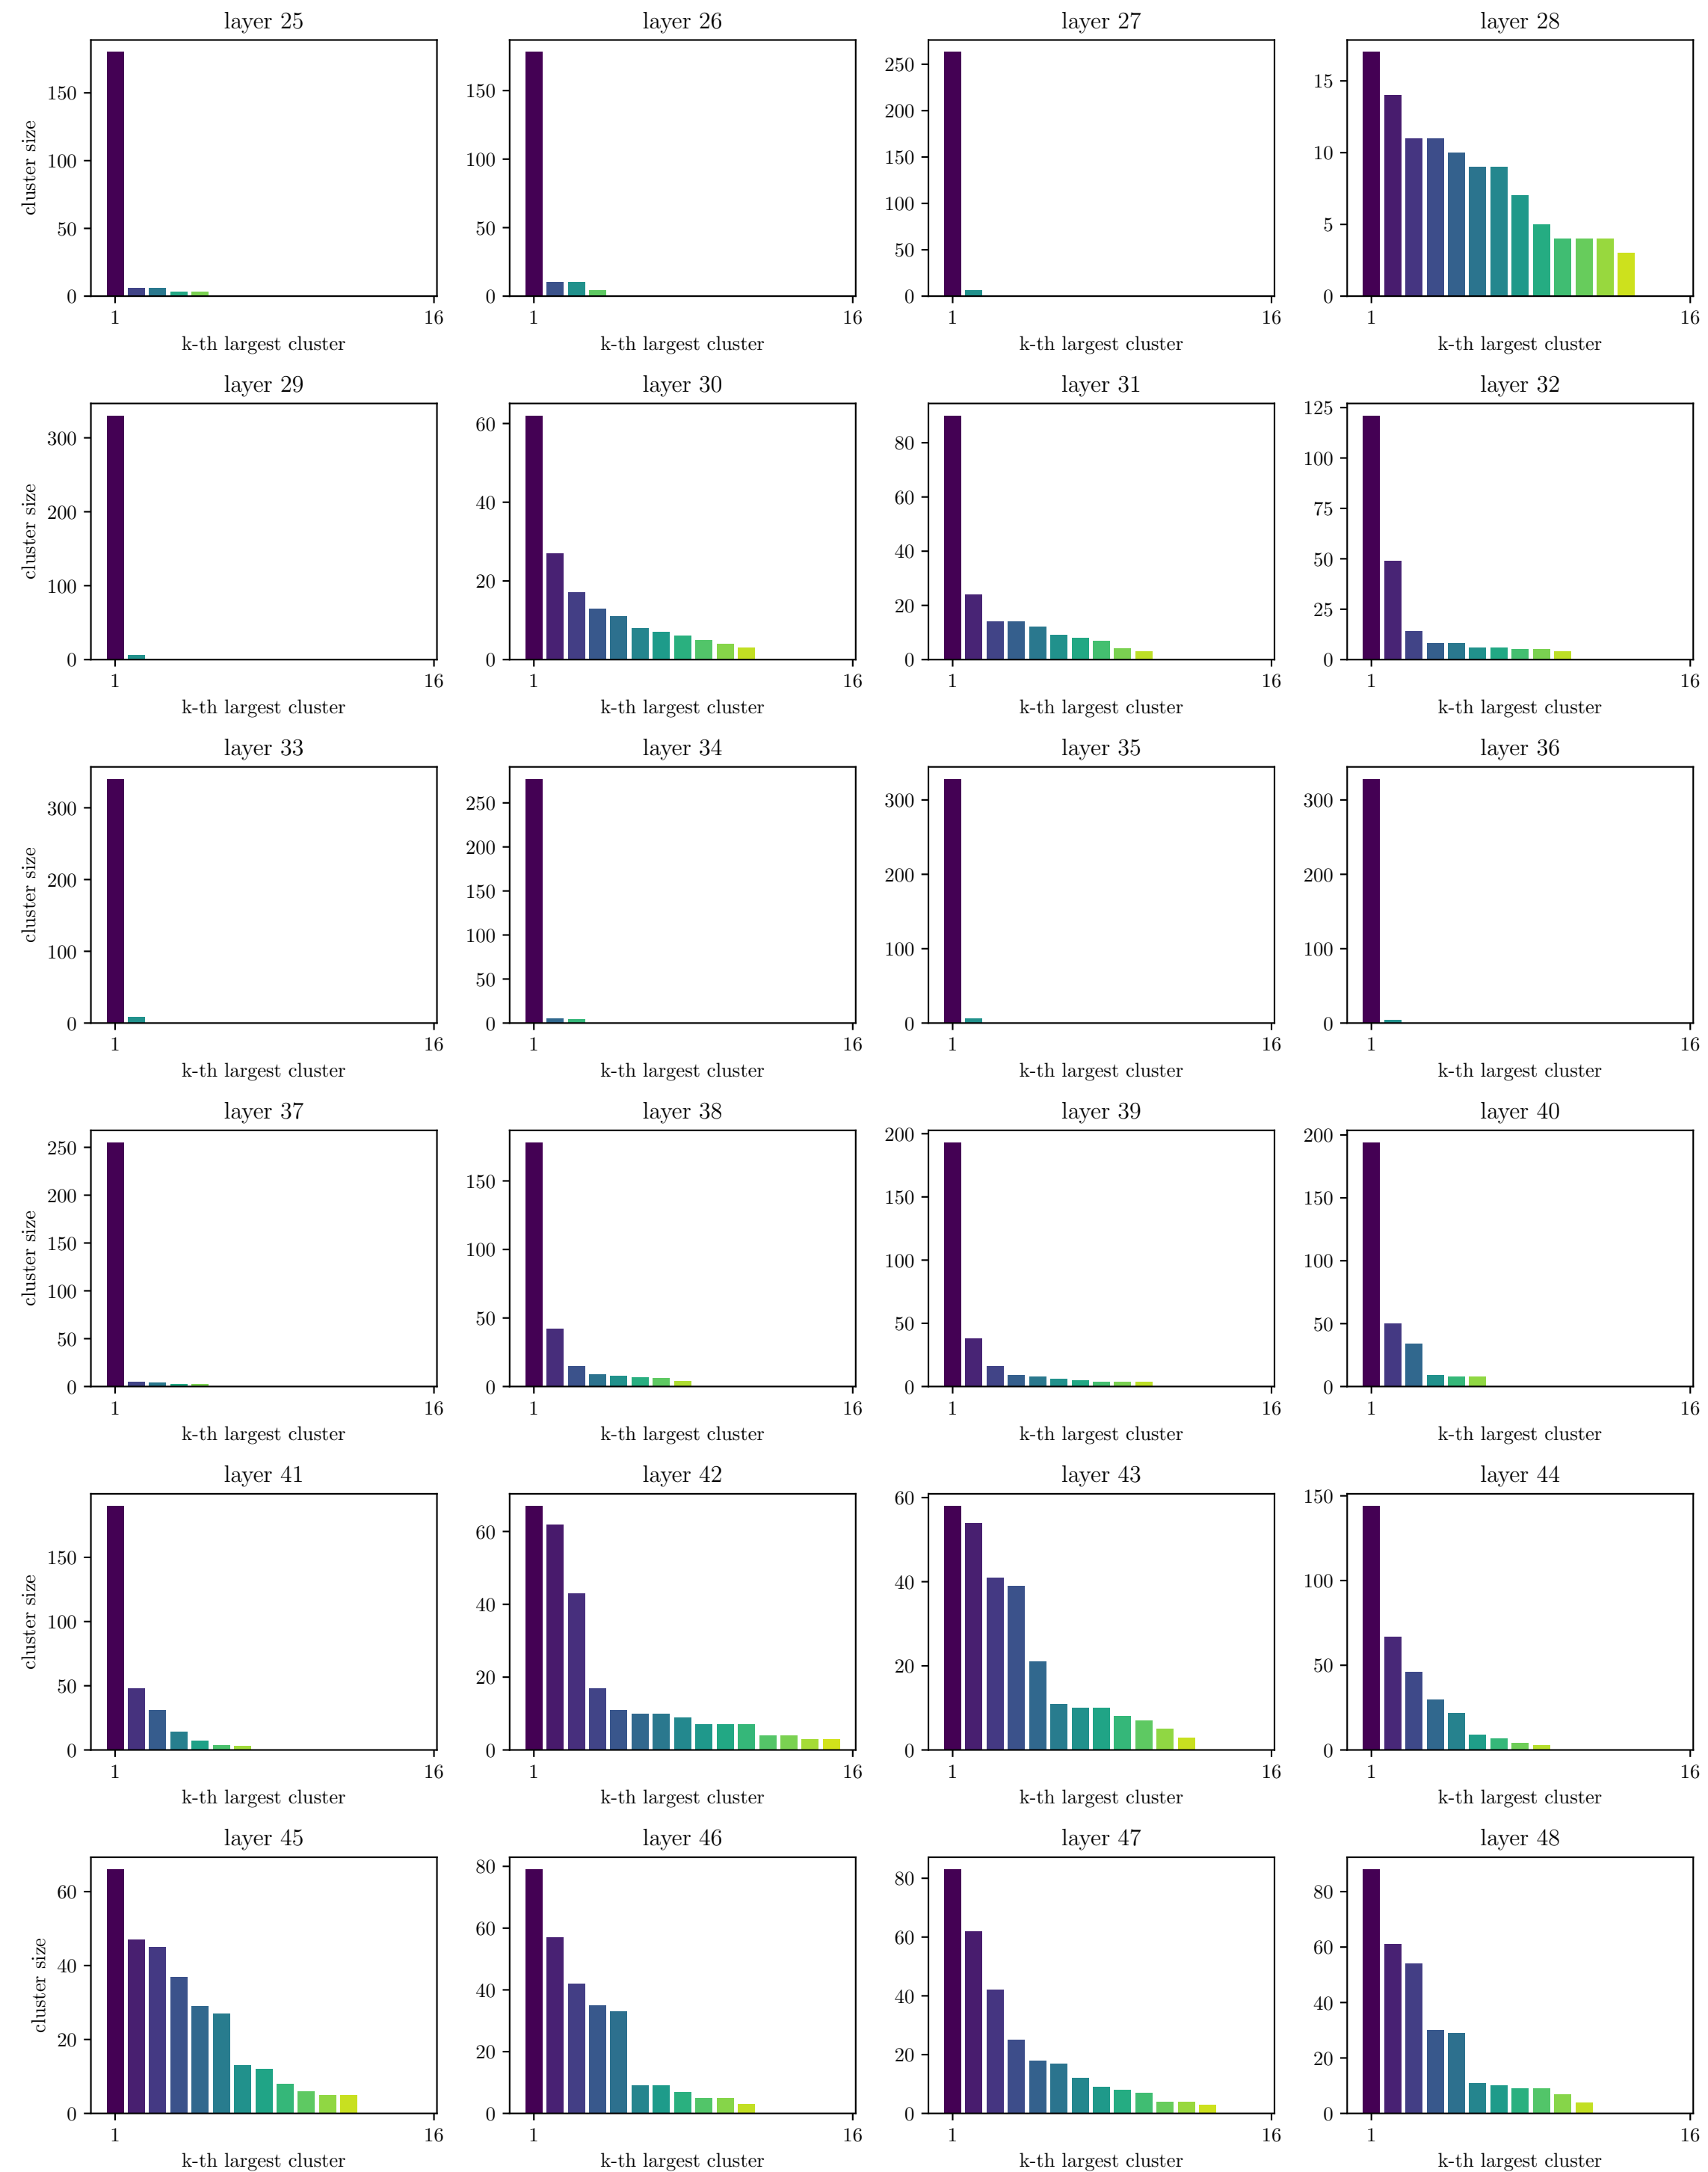 layer 25
layer 26
layer 27
layer 28
cluster size
150
100
50
0
150
100
50
0
250
200
150
100
50
0
15
10
5
0
1 16
1 16
1 16
1 16
k-th largest cluster
k-th largest cluster
k-th largest cluster
k-th largest cluster
layer 29
layer 30
layer 31
layer 32
cluster size
300
200
100
0
60
40
20
0
80
60
40
20
0
125
100
75
50
25
0
1 16
1 16
1 16
1 16
k-th largest cluster
k-th largest cluster
k-th largest cluster
k-th largest cluster
layer 33
layer 34
layer 35
layer 36
cluster size
300
200
100
0
250
200
150
100
50
0
300
200
100
0
300
200
100
0
1 16
1 16
1 16
1 16
k-th largest cluster
k-th largest cluster
k-th largest cluster
k-th largest cluster
layer 37
layer 38
layer 39
layer 40
cluster size
250
200
150
100
50
0
150
100
50
0
200
150
100
50
0
200
150
100
50
0
1 16
1 16
1 16
1 16
k-th largest cluster
k-th largest cluster
k-th largest cluster
k-th largest cluster
layer 41
layer 42
layer 43
layer 44
cluster size
150
100
50
0
60
40
20
0
60
40
20
0
150
100
50
0
1 16
1 16
1 16
1 16
k-th largest cluster
k-th largest cluster
k-th largest cluster
k-th largest cluster
layer 45
layer 46
layer 47
layer 48
cluster size
60
40
20
0
80
60
40
20
0
80
60
40
20
0
80
60
40
20
0
1 16
1 16
1 16
1 16
k-th largest cluster
k-th largest cluster
k-th largest cluster
k-th largest cluster